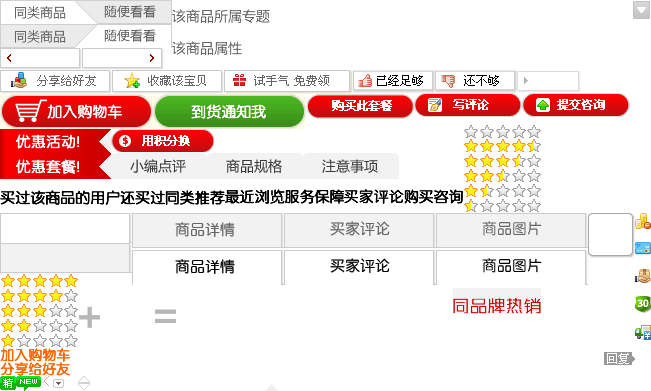 同类商品 随便看看 该商品所属专题
同类商品 随便看看
该商品属性
分享给好友 收藏该宝贝 试手气 免费领 已经足够 还不够
加入购物车 到货通知我 购买此套餐 写评论 提交咨询
优惠活动! 用积分换
优惠套餐! 小编点评 商品规格 注意事项
买过该商品的用户还买过同类推荐最近浏览服务保障买家评论购买咨询
商品详情 买家评论 商品图片
商品详情 买家评论 商品图片
同品牌热销
30
加入购物车
分享给好友
回复
精 NEW